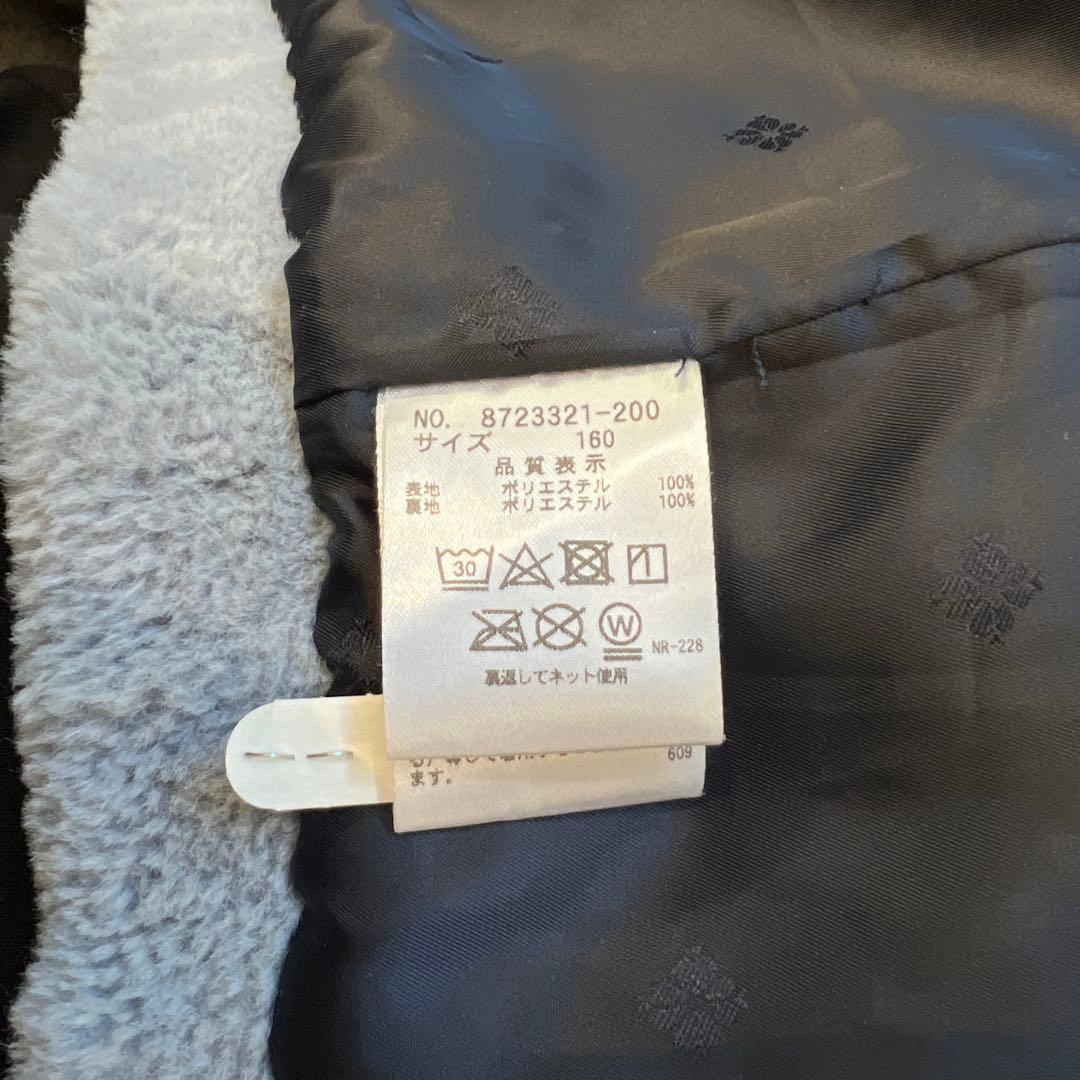 NO. 8723321-200
サイズ 160
品質表示
表地 ポリエステル 100%
裏地 ポリエステル 100%
30
W
NR-228
裏返してネット使用
609
ます。